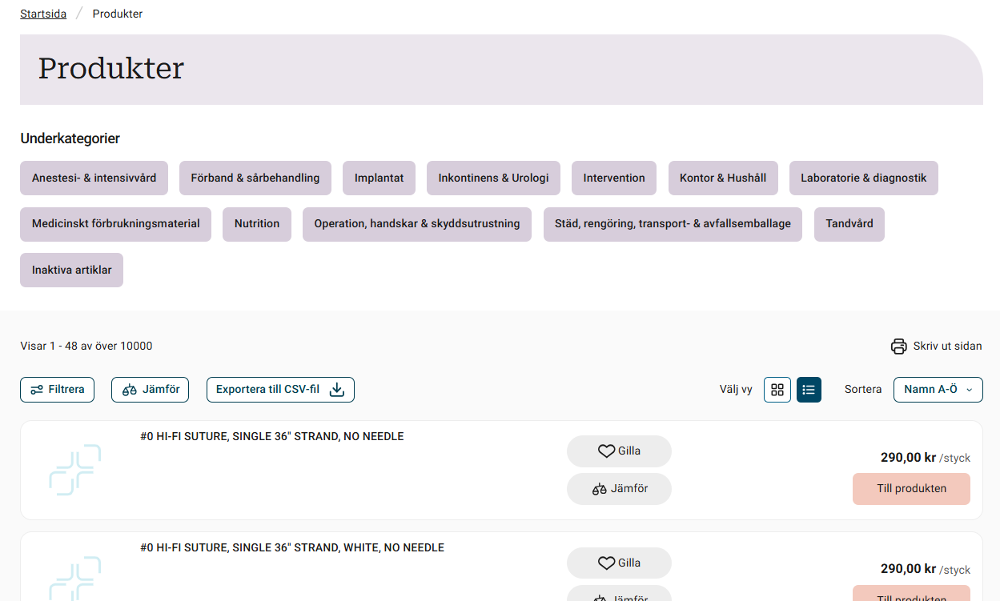 Startsida / Produkter
Produkter
Underkategorier
Anestesi- & intensivvård Förband & sårbehandling Implantat Inkontinens & Urologi Intervention Kontor & Hushåll Laboratorie & diagnostik
Medicinskt förbrukningsmaterial Nutrition Operation, handskar & skyddsutrustning Städ, rengöring, transport- & avfallsemballage Tandvård
Inaktiva artiklar
Visar 1 - 48 av över 10000 Skriv ut sidan
Filtrera Jämför Exportera till CSV-fil Välj vy Sortera Namn A-Ö
#0 HI-FI SUTURE, SINGLE 36" STRAND, NO NEEDLE
Gilla
290,00 kr /styck
Jämför Till produkten
#0 HI-FI SUTURE, SINGLE 36" STRAND, WHITE, NO NEEDLE
Gilla
290,00 kr /styck
Jämför Till produkten